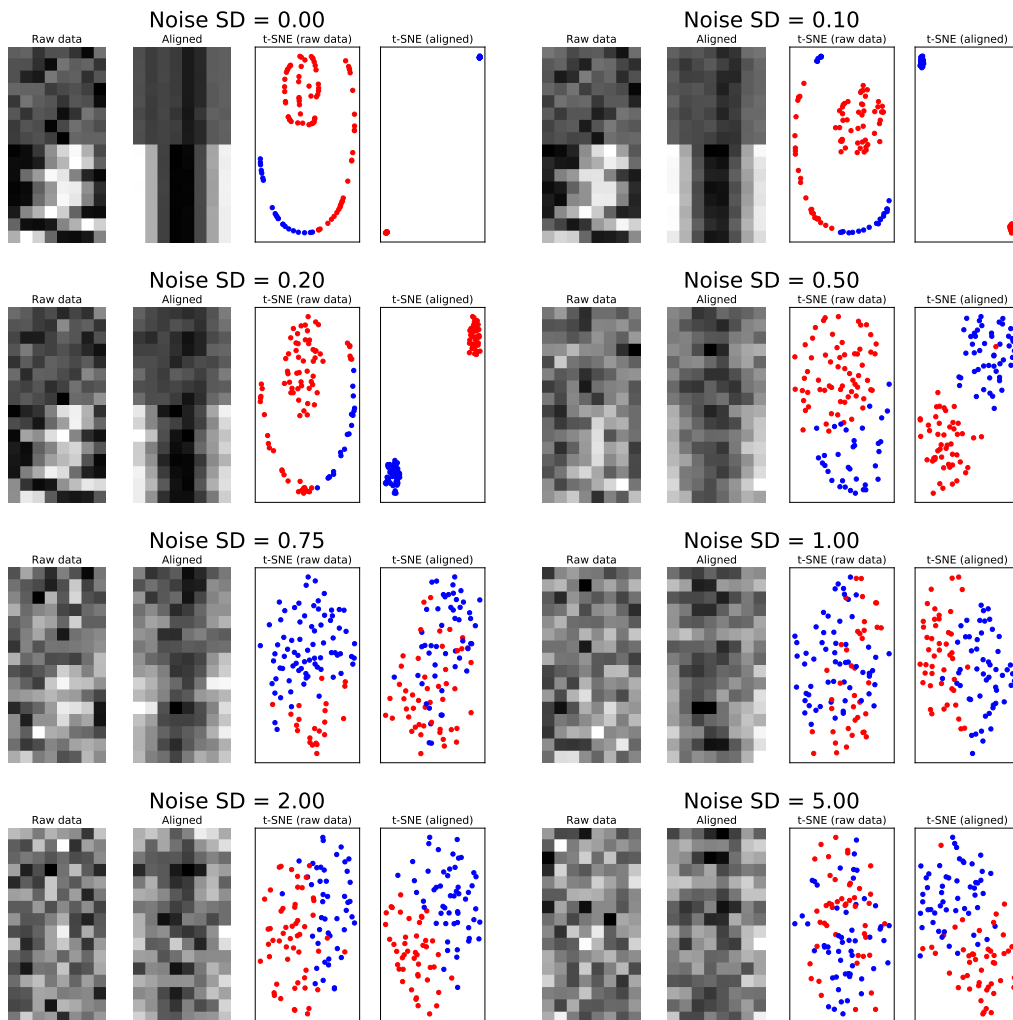 Noise SD = 0.00
Raw data Aligned t-SNE (raw data) t-SNE (aligned)
Noise SD = 0.10
Raw data Aligned t-SNE (raw data) t-SNE (aligned)
Noise SD = 0.20
Raw data Aligned t-SNE (raw data) t-SNE (aligned)
Noise SD = 0.50
Raw data Aligned t-SNE (raw data) t-SNE (aligned)
Noise SD = 0.75
Raw data Aligned t-SNE (raw data) t-SNE (aligned)
Noise SD = 1.00
Raw data Aligned t-SNE (raw data) t-SNE (aligned)
Noise SD = 2.00
Raw data Aligned t-SNE (raw data) t-SNE (aligned)
Noise SD = 5.00
Raw data Aligned t-SNE (raw data) t-SNE (aligned)